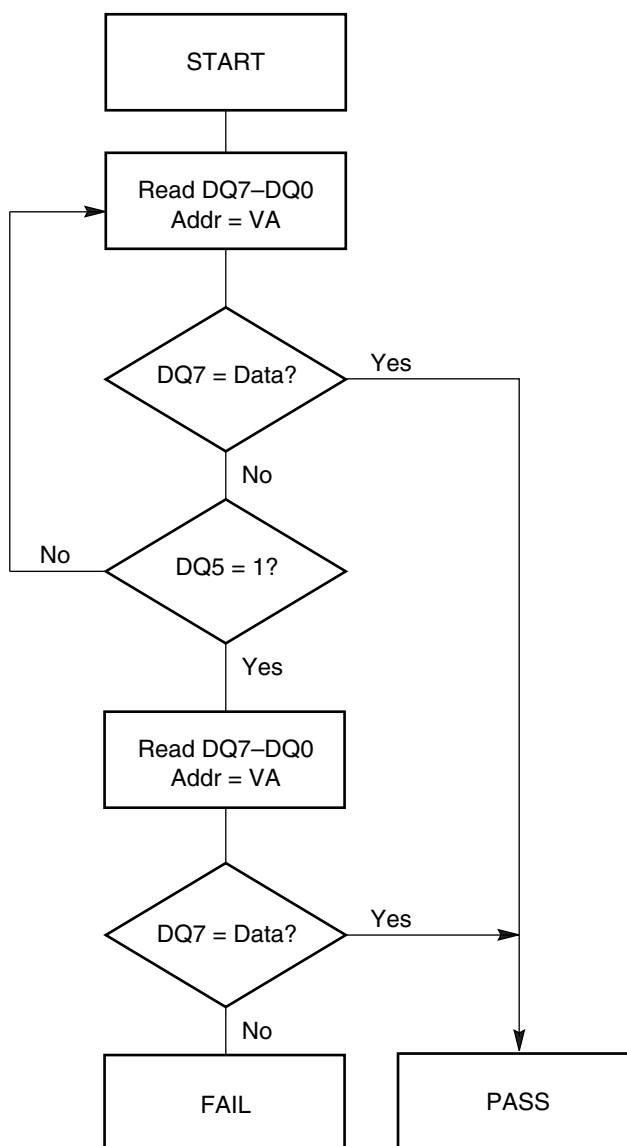 START
Read DQ7–DQ0
Addr = VA
DQ7 = Data?
Yes
No
No
DQ5 = 1?
Yes
Read DQ7–DQ0
Addr = VA
DQ7 = Data?
Yes
No
FAIL
PASS